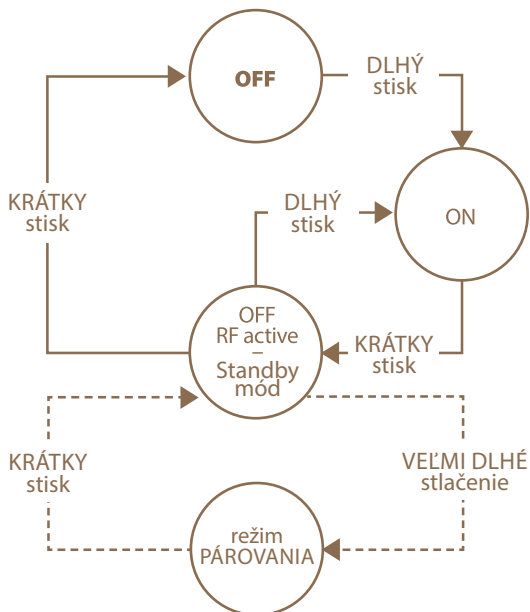 OFF
DLHÝ
stisk
KRÁTKY
stisk
DLHÝ
stisk
ON
OFF
RF active
–
Standby
mód
KRÁTKY
stisk
KRÁTKY
stisk
VEĽMI DLHÉ
stlačenie
režim
PÁROVANIA